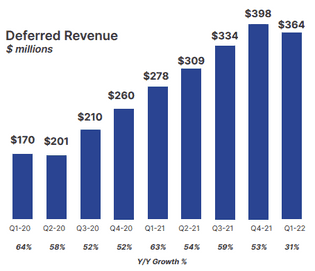 Deferred Revenue
$ millions
$170 $201 $210 $260 $278 $309 $334 $398 $364
Q1-20 Q2-20 Q3-20 Q4-20 Q1-21 Q2-21 Q3-21 Q4-21 Q1-22
64% 58% 52% 52% 63% 54% 59% 53% 31%
Y/Y Growth %